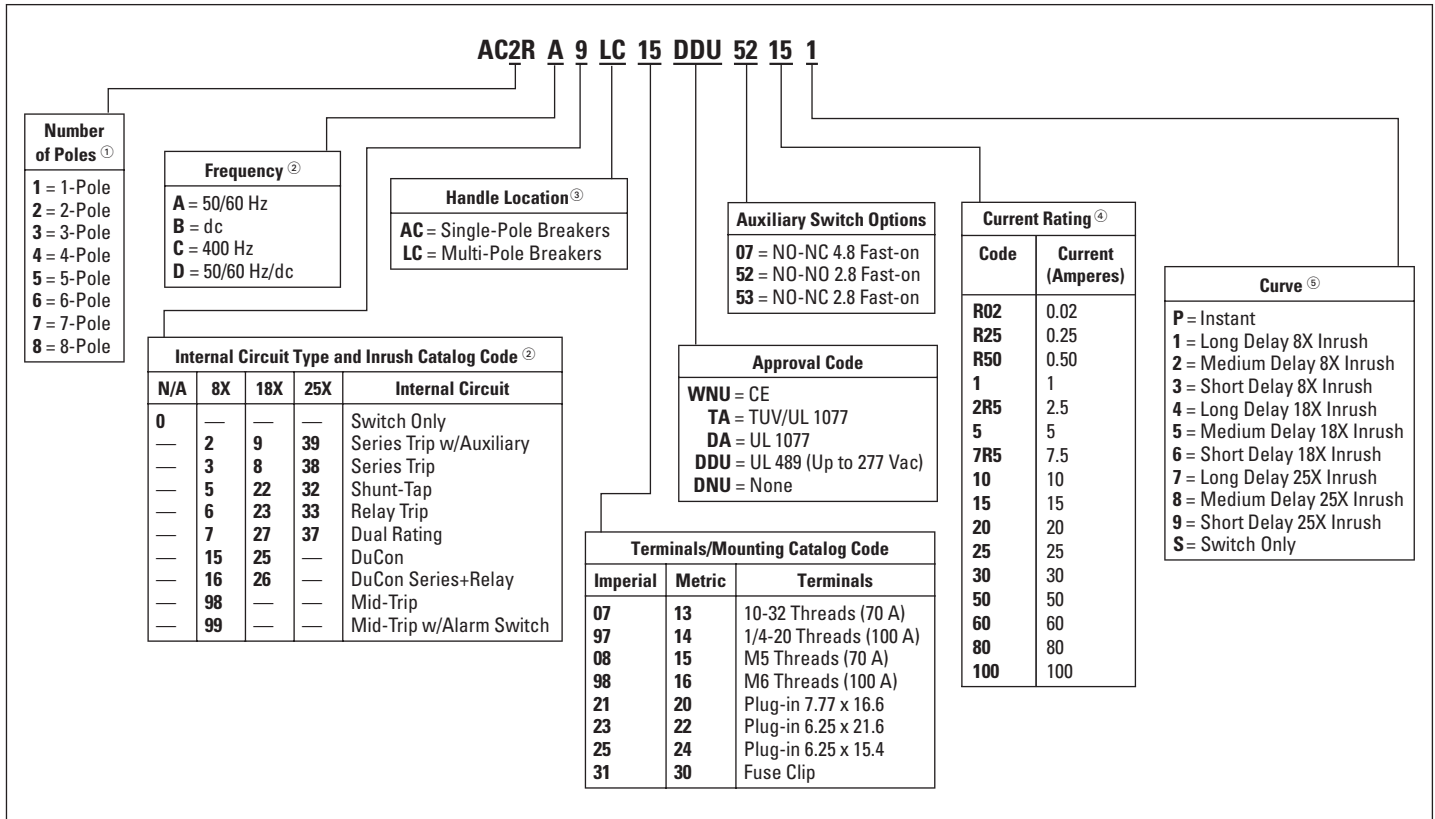 AC2R A 9 LC 15 DDU 52 15 1
Number
of Poles ①
1 = 1-Pole
2 = 2-Pole
3 = 3-Pole
4 = 4-Pole
5 = 5-Pole
6 = 6-Pole
7 = 7-Pole
8 = 8-Pole
Frequency ②
A = 50/60 Hz
B = dc
C = 400 Hz
D = 50/60 Hz/dc
Handle Location ③
AC = Single-Pole Breakers
LC = Multi-Pole Breakers
Internal Circuit Type and Inrush Catalog Code ②
N/A 8X 18X 25X Internal Circuit
0 — — — Switch Only
— 2 9 39 Series Trip w/Auxiliary
— 3 8 38 Series Trip
— 5 22 32 Shunt-Tap
— 6 23 33 Relay Trip
— 7 27 37 Dual Rating
— 15 25 — DuCon
— 16 26 — DuCon Series+Relay
— 98 — — Mid-Trip
— 99 — — Mid-Trip w/Alarm Switch
Auxiliary Switch Options
07 = NO-NC 4.8 Fast-on
52 = NO-NO 2.8 Fast-on
53 = NO-NC 2.8 Fast-on
Approval Code
WNU = CE
TA = TUV/UL 1077
DA = UL 1077
DDU = UL 489 (Up to 277 Vac)
DNU = None
Terminals/Mounting Catalog Code
Imperial Metric Terminals
07 13 10-32 Threads (70 A)
97 14 1/4-20 Threads (100 A)
08 15 M5 Threads (70 A)
98 16 M6 Threads (100 A)
21 20 Plug-in 7.77 x 16.6
23 22 Plug-in 6.25 x 21.6
25 24 Plug-in 6.25 x 15.4
31 30 Fuse Clip
Current Rating ④
Code Current
(Amperes)
R02 0.02
R25 0.25
R50 0.50
1 1
2R5 2.5
5 5
7R5 7.5
10 10
15 15
20 20
25 25
30 30
50 50
60 60
80 80
100 100
Curve ⑤
P = Instant
1 = Long Delay 8X Inrush
2 = Medium Delay 8X Inrush
3 = Short Delay 8X Inrush
4 = Long Delay 18X Inrush
5 = Medium Delay 18X Inrush
6 = Short Delay 18X Inrush
7 = Long Delay 25X Inrush
8 = Medium Delay 25X Inrush
9 = Short Delay 25X Inrush
S = Switch Only